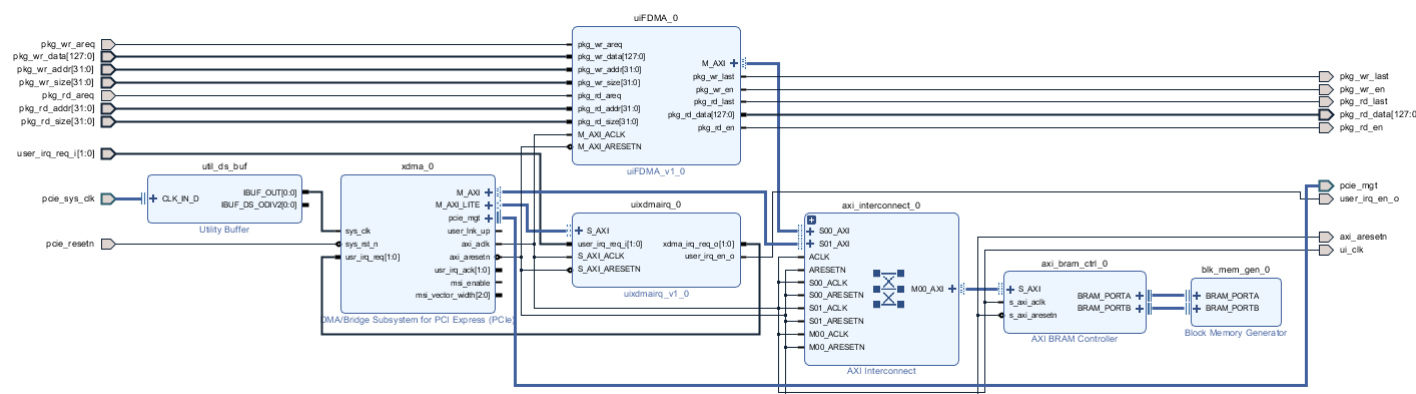 uiFDMA_0
pkg_wr_areq
pkg_wr_data[127:0]
pkg_wr_addr[31:0]
pkg_wr_size[31:0]
pkg_rd_areq
pkg_rd_addr[31:0]
pkg_rd_size[31:0]
user_irq_req_i[1:0]
pcie_sys_clk
pcie_resetn
pkg_wr_areq
pkg_wr_data[127:0]
pkg_wr_addr[31:0]
pkg_wr_size[31:0]
pkg_rd_areq
pkg_rd_addr[31:0]
pkg_rd_size[31:0]
M_AXI_ACLK
M_AXI_ARESETN
M_AXI
pkg_wr_last
pkg_wr_en
pkg_rd_last
pkg_rd_data[127:0]
pkg_rd_en
uiFDMA_v1_0
pkg_wr_last
pkg_wr_en
pkg_rd_last
pkg_rd_data[127:0
pkg_rd_en
util_ds_buf
CLK_IN_D
IBUF_OUT[0:0]
IBUF_DS_ODIV2[0:0]
Utility Buffer
xdma_0
sys_clk
sys_rst_n
usr_irq_req[1:0]
M_AXI
M_AXI_LITE
pcie_mgt
user_lnk_up
axi_aclk
axi_aresetn
usr_irq_ack[1:0]
msi_enable
msi_vector_width[2:0]
DMA/Bridge Subsystem for PCI Express (PCIe)
uixdmairq_0
S_AXI
user_irq_req_i[1:0]
S_AXI_ACLK
S_AXI_ARESETN
xdma_irq_req_o[1:0]
user_irq_en_o
uixdmairq_v1_0
axi_interconnect_0
S00_AXI
S01_AXI
ACLK
ARESETN
S00_ACLK
S00_ARESETN
S01_ACLK
S01_ARESETN
M00_ACLK
M00_ARESETN
M00_AXI
AXI Interconnect
axi_bram_ctrl_0
S_AXI
s_axi_aclk
s_axi_aresetn
BRAM_PORTA
BRAM_PORTB
AXI BRAM Controller
blk_mem_gen_0
BRAM_PORTA
BRAM_PORTB
Block Memory Generator
pcie_mgt
user_irq_en_o
axi_aresetn
ui_clk